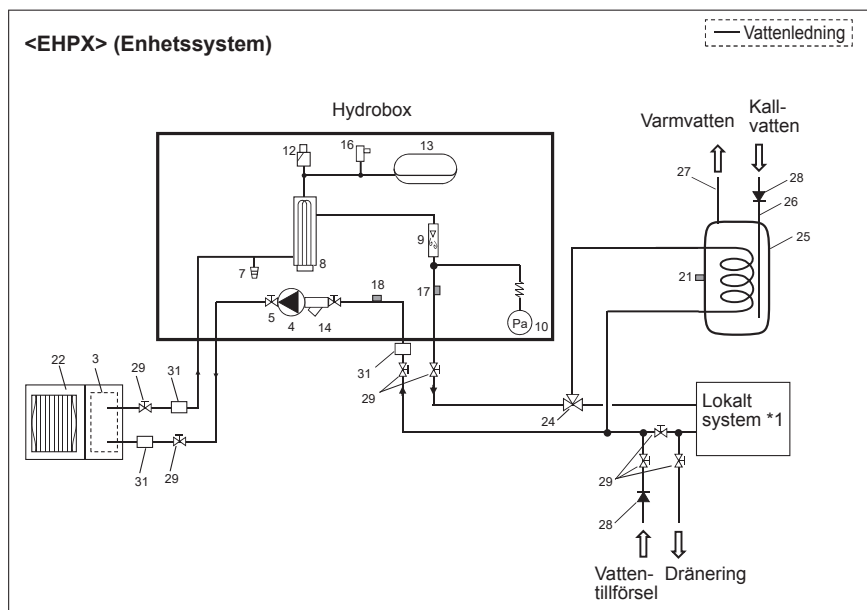 <EHPX> (Enhetssystem)
Vattenledning
Hydrobox
Varmvatten
Kall-
vatten
12
16
13
27
28
26
25
9
8
7
18
17
21
5
4
14
Pa
10
22
3
29
31
31
29
24
Lokalt
system *1
31
29
29
28
Vatten-
tillförsel
Dränering